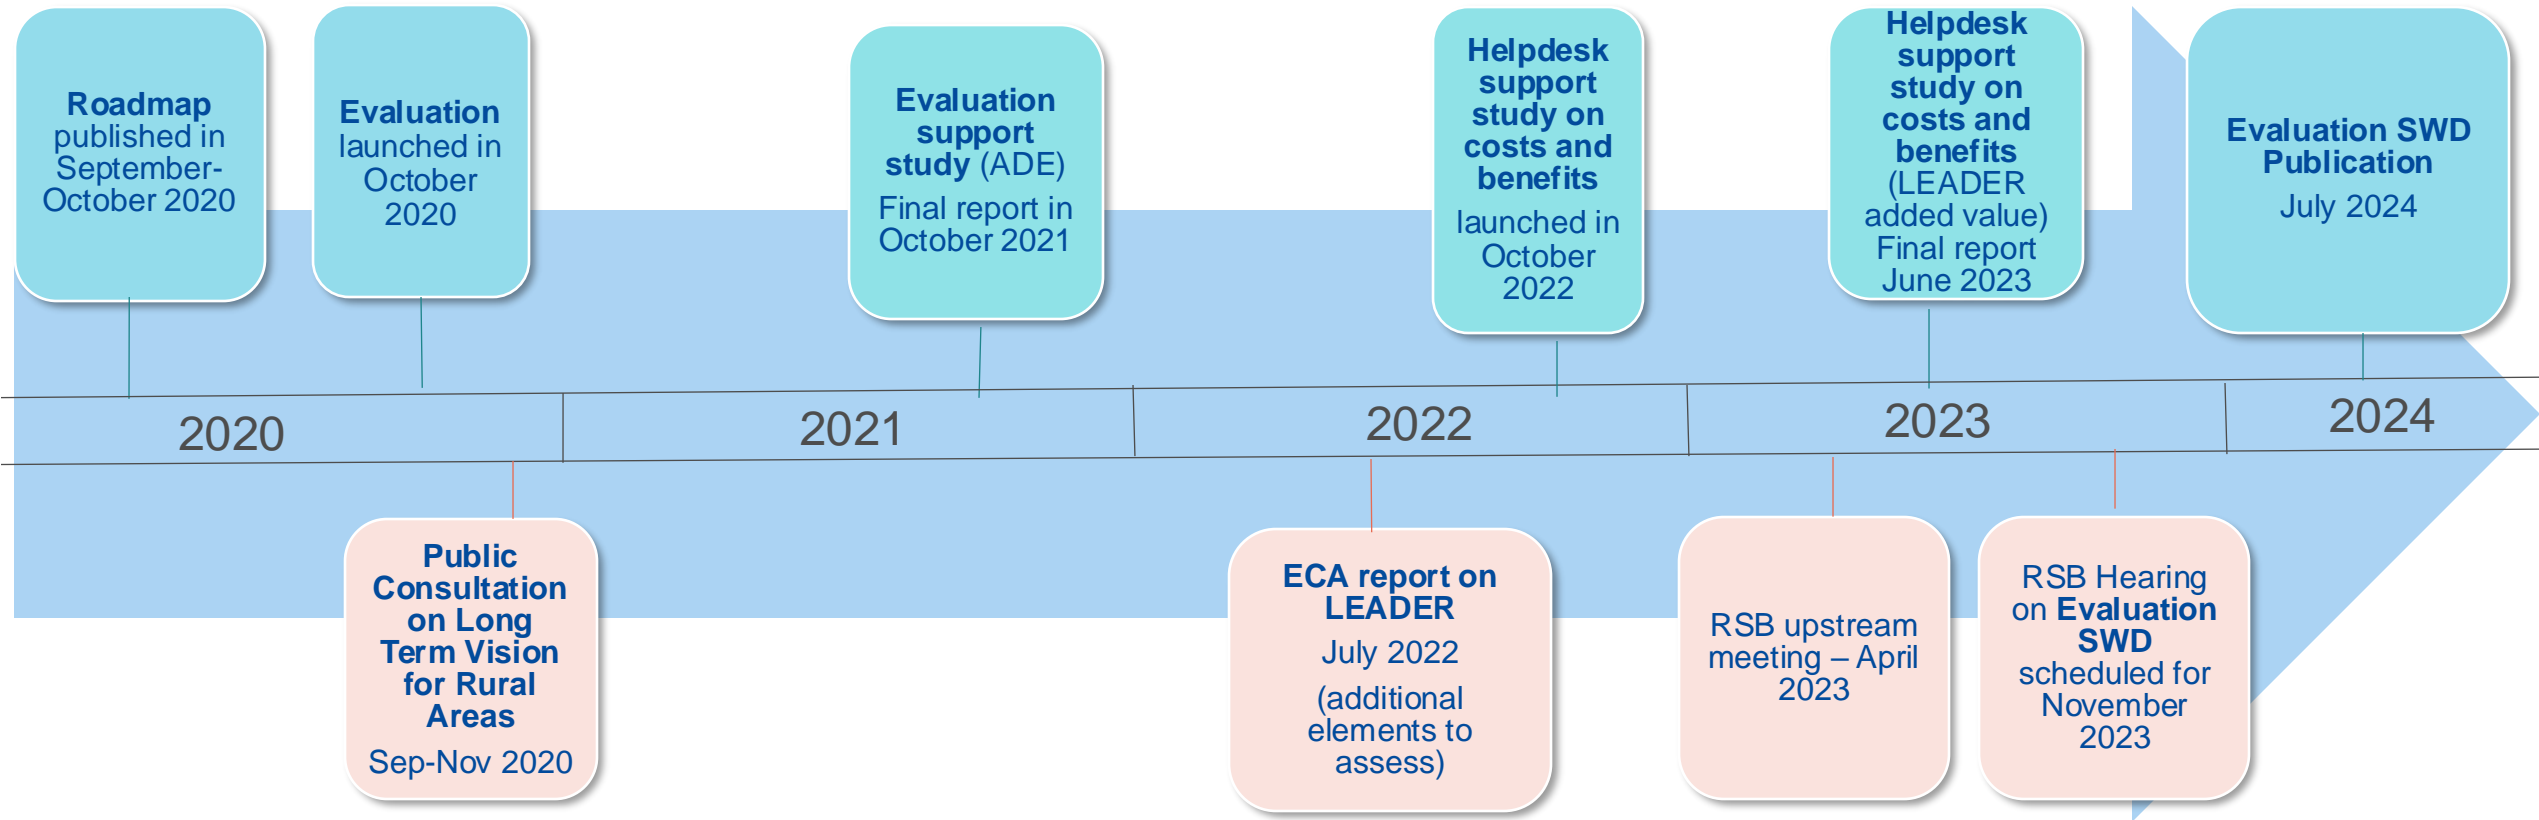 Roadmap
published in
September-
October 2020
Evaluation
launched in
October
2020
Evaluation
support
study (ADE)
Final report in
October 2021
Helpdesk
support
study on
costs and
benefits
launched in
October
2022
Helpdesk
support
study on
costs and
benefits
(LEADER
added value)
Final report
June 2023
Evaluation SWD
Publication
July 2024
2020
2021
2022
2023
2024
Public
Consultation
on Long
Term Vision
for Rural
Areas
Sep-Nov 2020
ECA report on
LEADER
July 2022
(additional
elements to
assess)
RSB upstream
meeting – April
2023
RSB Hearing
on Evaluation
SWD
scheduled for
November
2023